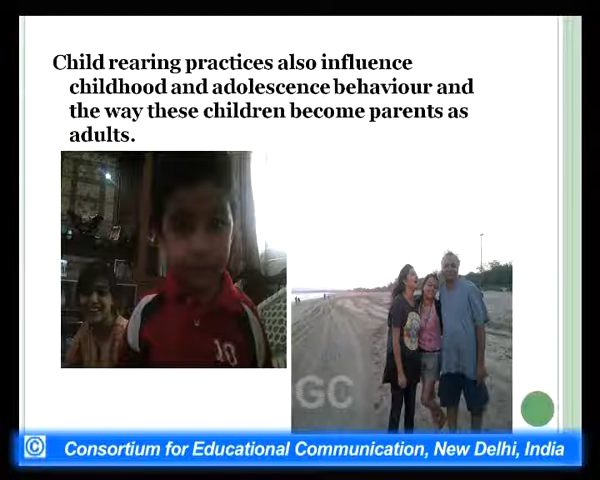 Child rearing practices also influence
childhood and adolescence behaviour and
the way these children become parents as
adults.
10
GC
© Consortium for Educational Communication, New Delhi, India